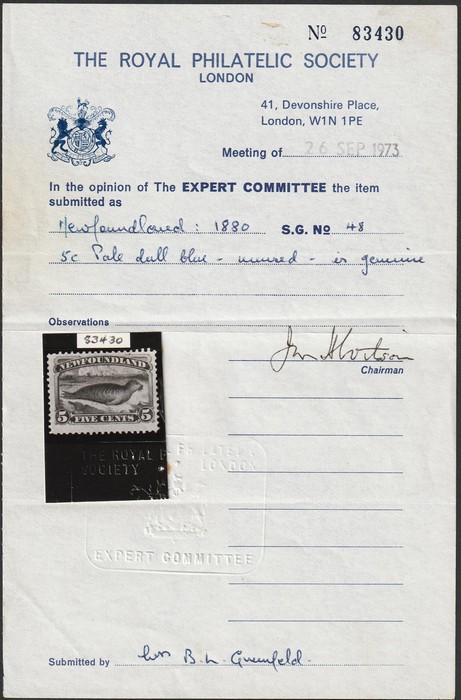 Nº 83430
THE ROYAL PHILATELIC SOCIETY
LONDON
41, Devonshire Place,
London, W1N 1PE
Meeting of 26 SEP 1973
In the opinion of The EXPERT COMMITTEE the item
submitted as
Newfoundland : 1880 S.G. Nº 48
5c Pale dull blue - unused - is genuine
Observations
Chairman
83430
NEWFOUNDLAND
5 FIVE CENTS 5
THE ROYAL PHILATELIC
SOCIETY LONDON
EXPERT COMMITTEE
Submitted by Mrs B. L. Greenfeld.